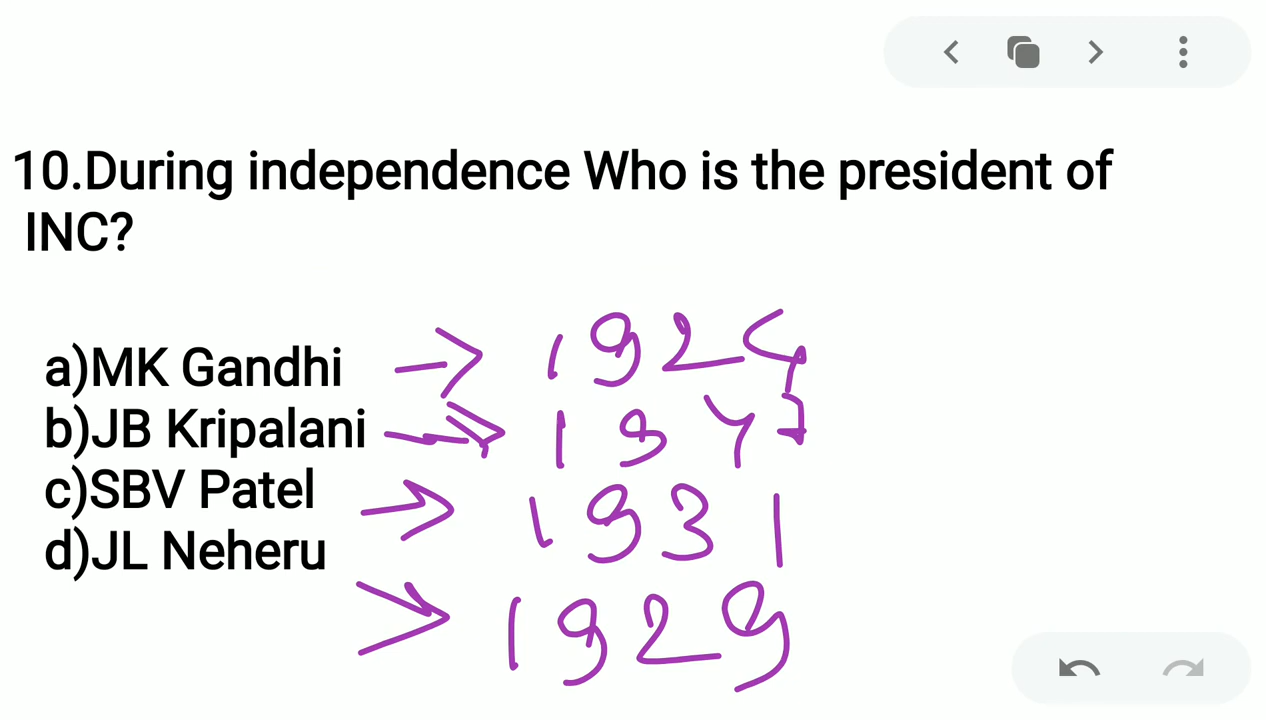 10.During independence Who is the president of
INC?
a)MK Gandhi → 1924
b)JB Kripalani → 1947
c)SBV Patel → 1931
d)JL Neheru > 1929